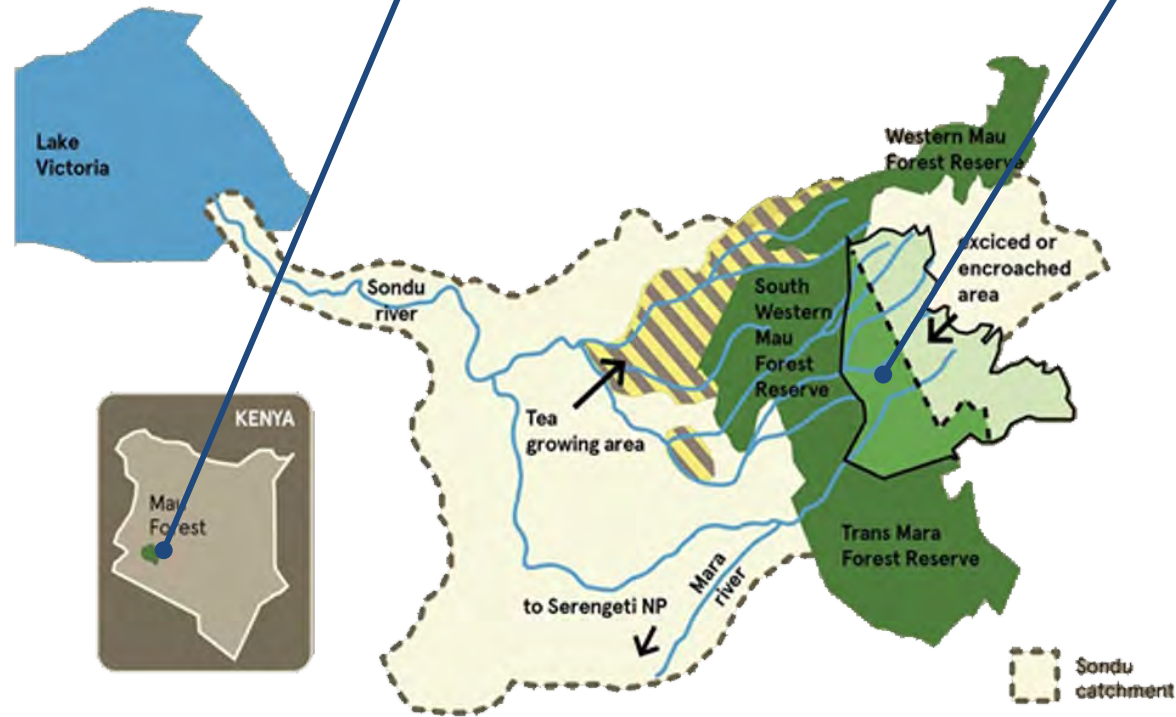 Lake
Victoria
Western Mau
Forest Reserve
exciced or
encroached
area
Sondu
river
South
Western
Mau
Forest
Reserve
KENYA
Tea
growing area
Mau
Forest
Trans Mara
Forest Reserve
Mara
river
to Serengeti NP
Sondu
catchment